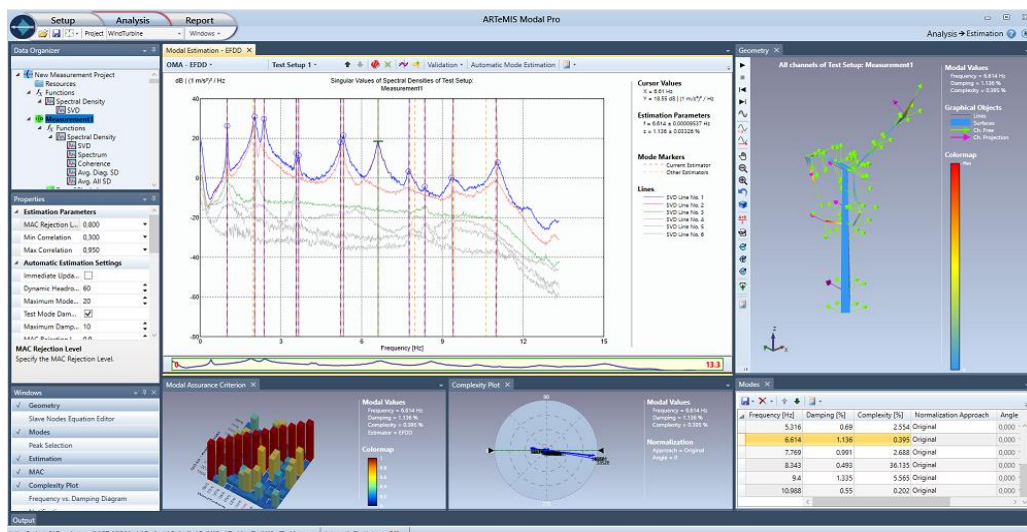 ARTeMIS Modal Pro
Setup
Analysis
Report
Project WindTurbine
Windows
Analysis → Estimation
Data Organizer
New Measurement Project
Resources
Functions
Spectral Density
SVD
Measurement1
Functions
Spectral Density
SVD
Spectrum
Coherence
Avg. Diag. SD
Avg. All SD
Properties
Estimation Parameters
MAC Rejection L... 0,800
Min Correlation 0,300
Max Correlation 0,950
Automatic Estimation Settings
Immediate Upda...
Dynamic Headro... 60
Maximum Mode... 20
Test Mode Dam...
Maximum Damp... 10
MAC Rejection Level
Specify the MAC Rejection Level.
Windows
Geometry
Slave Nodes Equation Editor
Modes
Peak Selection
Estimation
MAC
Complexity Plot
Frequency vs. Damping Diagram
Output
Modal Estimation - EFDD
OMA - EFDD
Test Setup 1
Validation
Automatic Mode Estimation
dB | (1 m/s²)² / Hz
Singular Values of Spectral Densities of Test Setup:
Measurement1
40
20
0
-20
-40
-60
-80
0 3 6 9 12 15
Frequency [Hz]
0 13.3
Cursor Values
X = 6.61 Hz
Y = 18.55 dB | (1 m/s²)² / Hz
Estimation Parameters
f = 6.614 ± 0.00009537 Hz
z = 1.136 ± 0.03326 %
Mode Markers
Current Estimator
Other Estimators
Lines
SVD Line No. 1
SVD Line No. 2
SVD Line No. 3
SVD Line No. 4
SVD Line No. 5
SVD Line No. 6
Geometry
All channels of Test Setup: Measurement1
Modal Values
Frequency = 6.614 Hz
Damping = 1.136 %
Complexity = 0.395 %
Graphical Objects
Lines
Surfaces
Ch. Free
Ch. Projection
Colormap
Z
X
Modal Assurance Criterion
Modal Values
Frequency = 6.614 Hz
Damping = 1.136 %
Complexity = 0.395 %
Estimator = EFDD
Colormap
Complexity Plot
90
Modal Values
Frequency = 6.614 Hz
Damping = 1.136 %
Complexity = 0.395 %
Normalization
Approach = Original
Angle = 0
Modes
Frequency [Hz] Damping [%] Complexity [%] Normalization Approach Angle
5.316 0.69 2.554 Original 0,000
6.614 1.136 0.395 Original 0,000
7.769 0.991 2.688 Original 0,000
8.343 0.493 36.135 Original 0,000
9.4 1.335 5.565 Original 0,000
10.988 0.55 0.202 Original 0,000